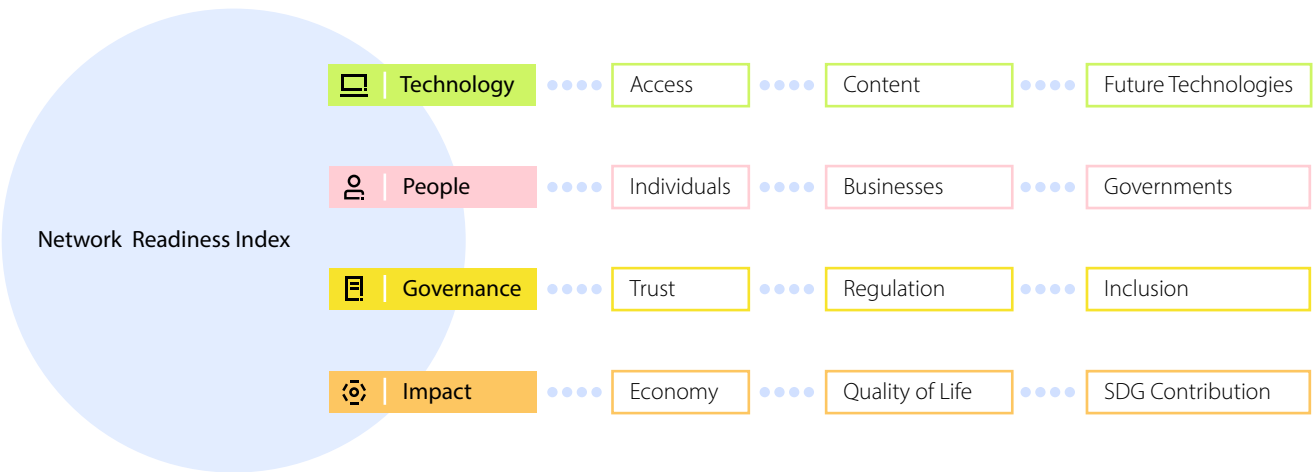 Technology Access Content Future Technologies
People Individuals Businesses Governments
Network Readiness Index
Governance Trust Regulation Inclusion
Impact Economy Quality of Life SDG Contribution